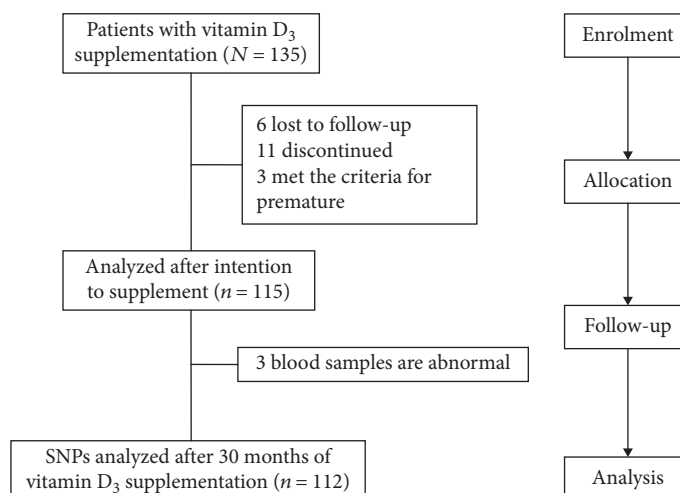 Patients with vitamin D₃
supplementation (N = 135)
Enrolment
6 lost to follow-up
11 discontinued
3 met the criteria for
premature
Allocation
Analyzed after intention
to supplement (n = 115)
Follow-up
3 blood samples are abnormal
SNPs analyzed after 30 months of
vitamin D₃ supplementation (n = 112)
Analysis